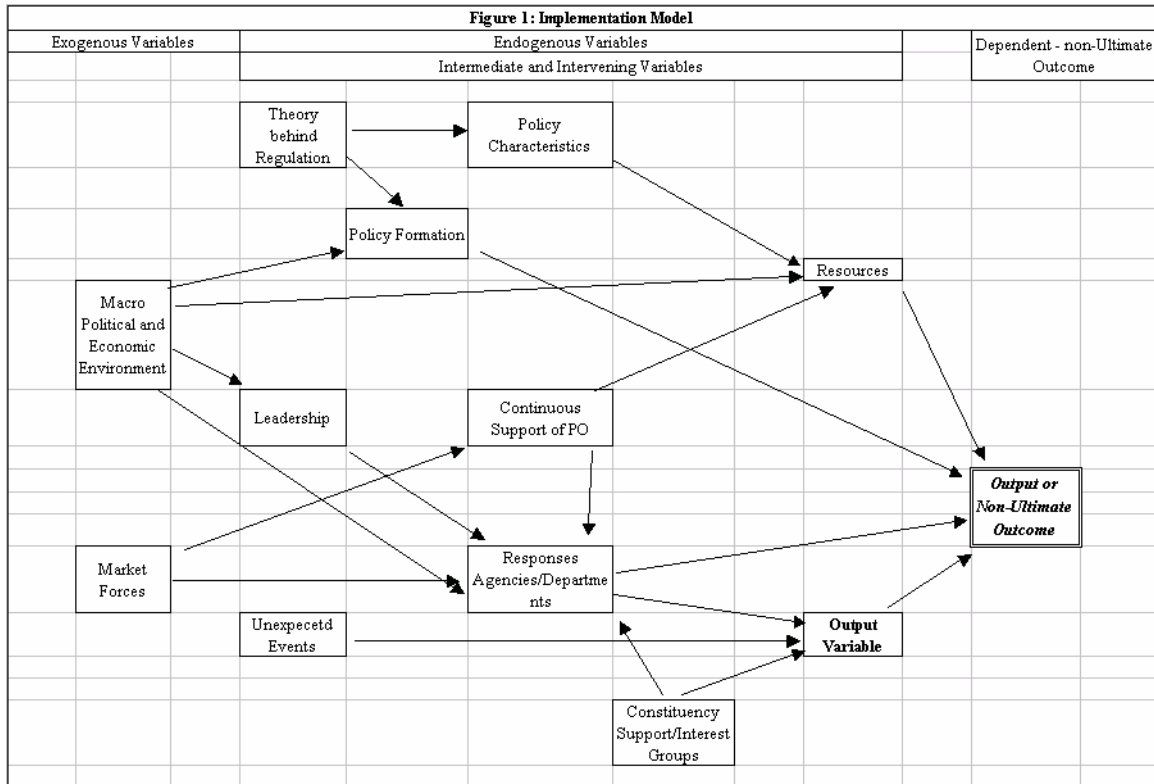 Figure 1: Implementation Model
Exogenous Variables
Endogenous Variables
Dependent - non-Ultimate
Outcome
Intermediate and Intervening Variables
Theory
behind
Regulation
Policy
Characteristics
Policy Formation
Resources
Macro
Political and
Economic
Environment
Leadership
Continuous
Support of PO
Output or
Non-Ultimate
Outcome
Market
Forces
Responses
Agencies/Departme
nts
Unexpecetd
Events
Output
Variable
Constituency
Support/Interest
Groups